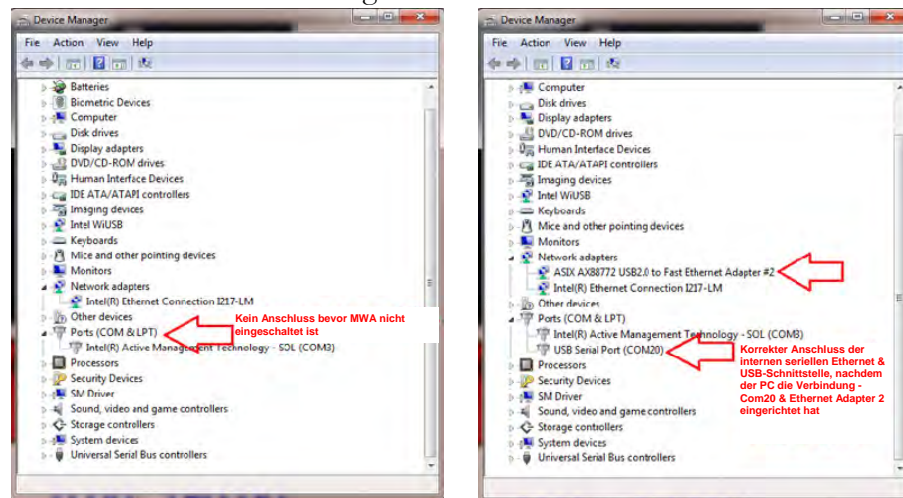 Device Manager
File Action View Help
Batteries
Biometric Devices
Computer
Disk drives
Display adapters
DVD/CD-ROM drives
Human Interface Devices
IDE ATA/ATAPI controllers
Imaging devices
Intel WiUSB
Keyboards
Mice and other pointing devices
Monitors
Network adapters
Intel(R) Ethernet Connection I217-LM
Other devices
Ports (COM & LPT)
Intel(R) Active Management Technology - SOL (COM3)
Processors
Security Devices
SM Driver
Sound, video and game controllers
Storage controllers
System devices
Universal Serial Bus controllers
Kein Anschluss bevor MWA nicht
eingeschaltet ist
Device Manager
File Action View Help
Computer
Disk drives
Display adapters
DVD/CD-ROM drives
Human Interface Devices
IDE ATA/ATAPI controllers
Imaging devices
Intel WiUSB
Keyboards
Mice and other pointing devices
Monitors
Network adapters
ASIX AX88772 USB2.0 to Fast Ethernet Adapter #2
Intel(R) Ethernet Connection I217-LM
Other devices
Ports (COM & LPT)
Intel(R) Active Management Technology - SOL (COM3)
USB Serial Port (COM20)
Processors
Security Devices
SM Driver
Sound, video and game controllers
Storage controllers
System devices
Universal Serial Bus controllers
Korrekter Anschluss der
internen seriellen Ethernet &
USB-Schnittstelle, nachdem
der PC die Verbindung -
Com20 & Ethernet Adapter 2
eingerichtet hat